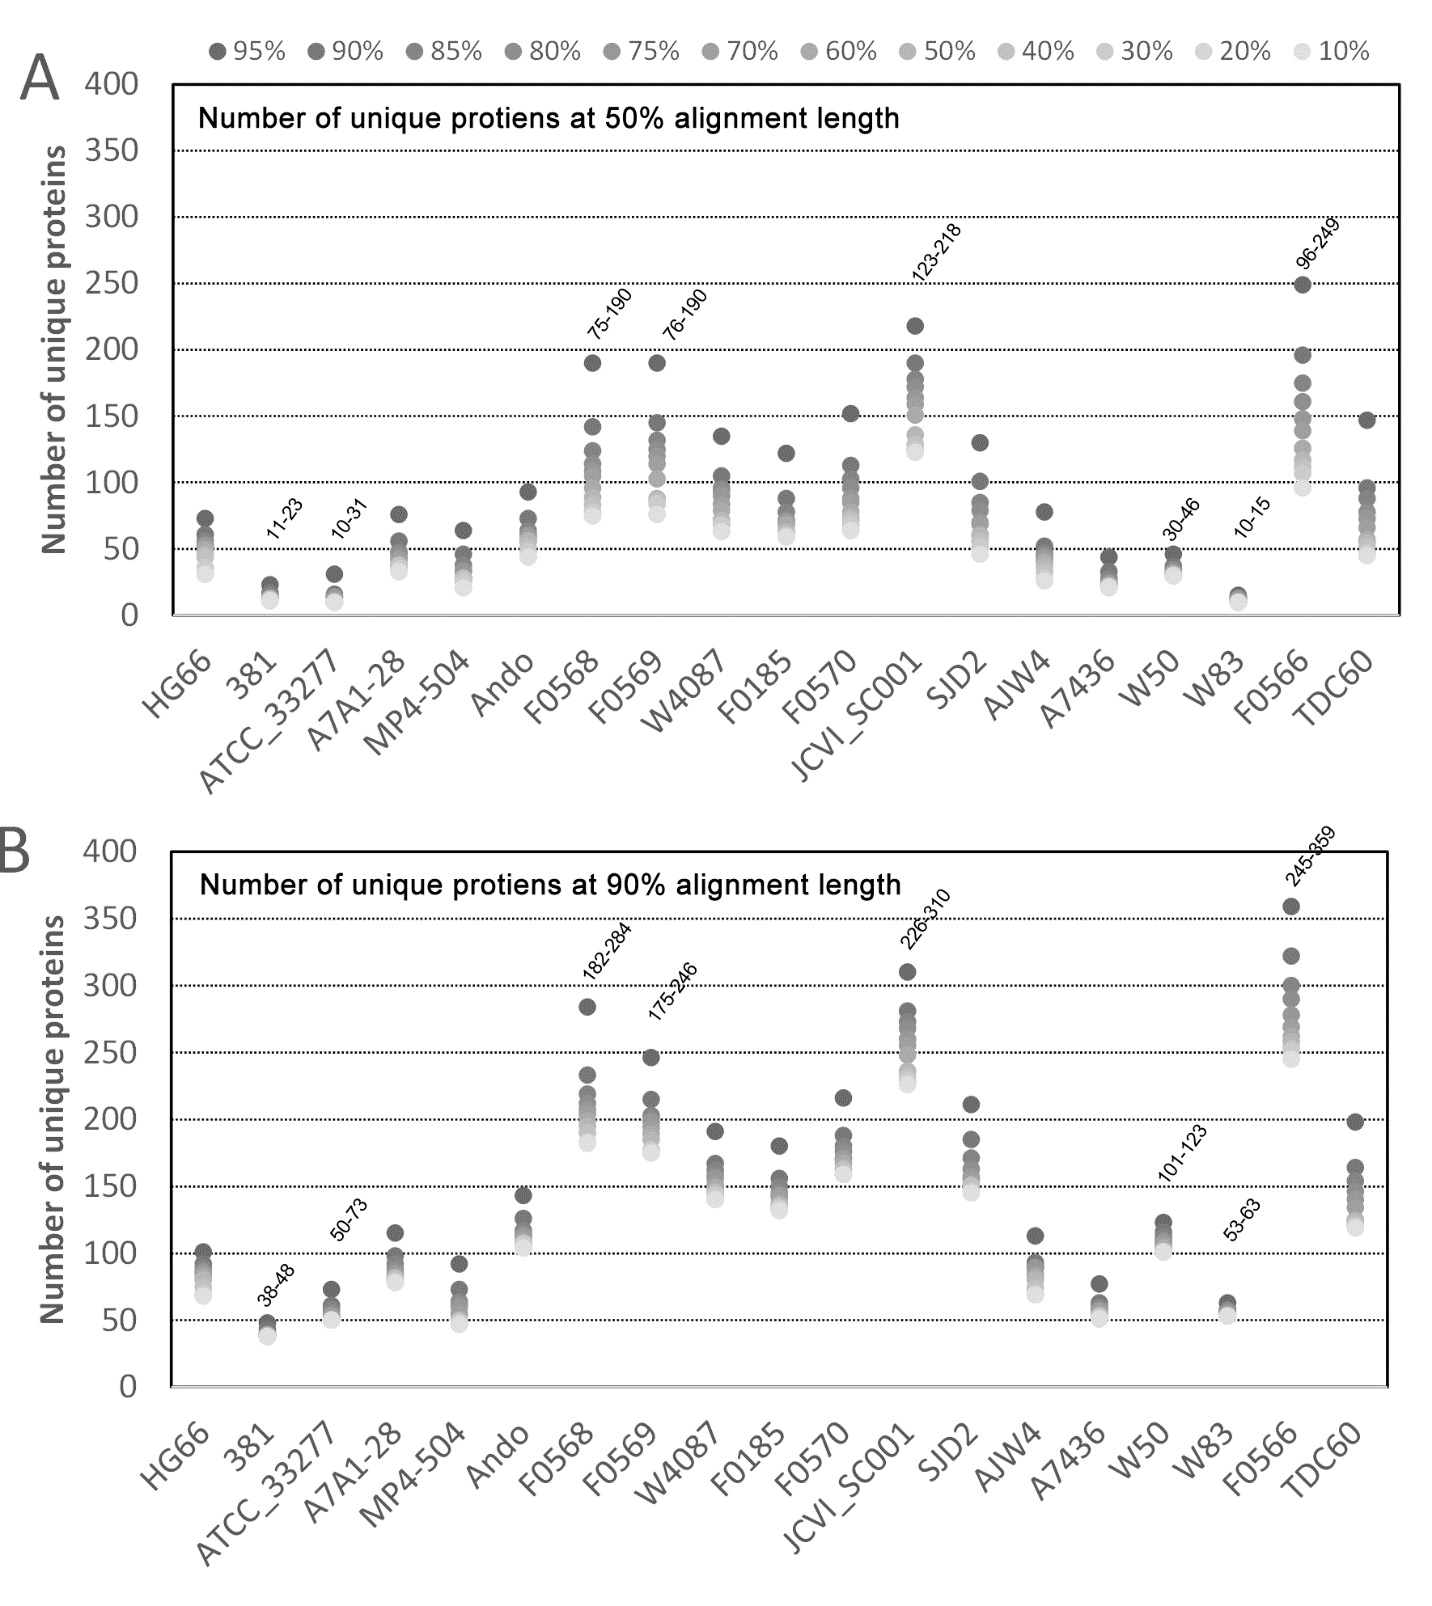 95% 90% 85% 80% 75% 70% 60% 50% 40% 30% 20% 10%
A
Number of unique protiens at 50% alignment length
Number of unique proteins
400
350
300
250
200
150
100
50
0
11-23
10-31
75-190
76-190
123-218
30-46
10-15
96-249
HG66
381
ATCC_33277
A7A1-28
MP4-504
Ando
F0568
F0569
W4087
F0185
F0570
JCVI_SC001
SJD2
AJW4
A7436
W50
W83
F0566
TDC60
B
Number of unique protiens at 90% alignment length
Number of unique proteins
400
350
300
250
200
150
100
50
0
38-48
50-73
182-284
175-246
226-310
101-123
53-63
245-359
HG66
381
ATCC_33277
A7A1-28
MP4-504
Ando
F0568
F0569
W4087
F0185
F0570
JCVI_SC001
SJD2
AJW4
A7436
W50
W83
F0566
TDC60